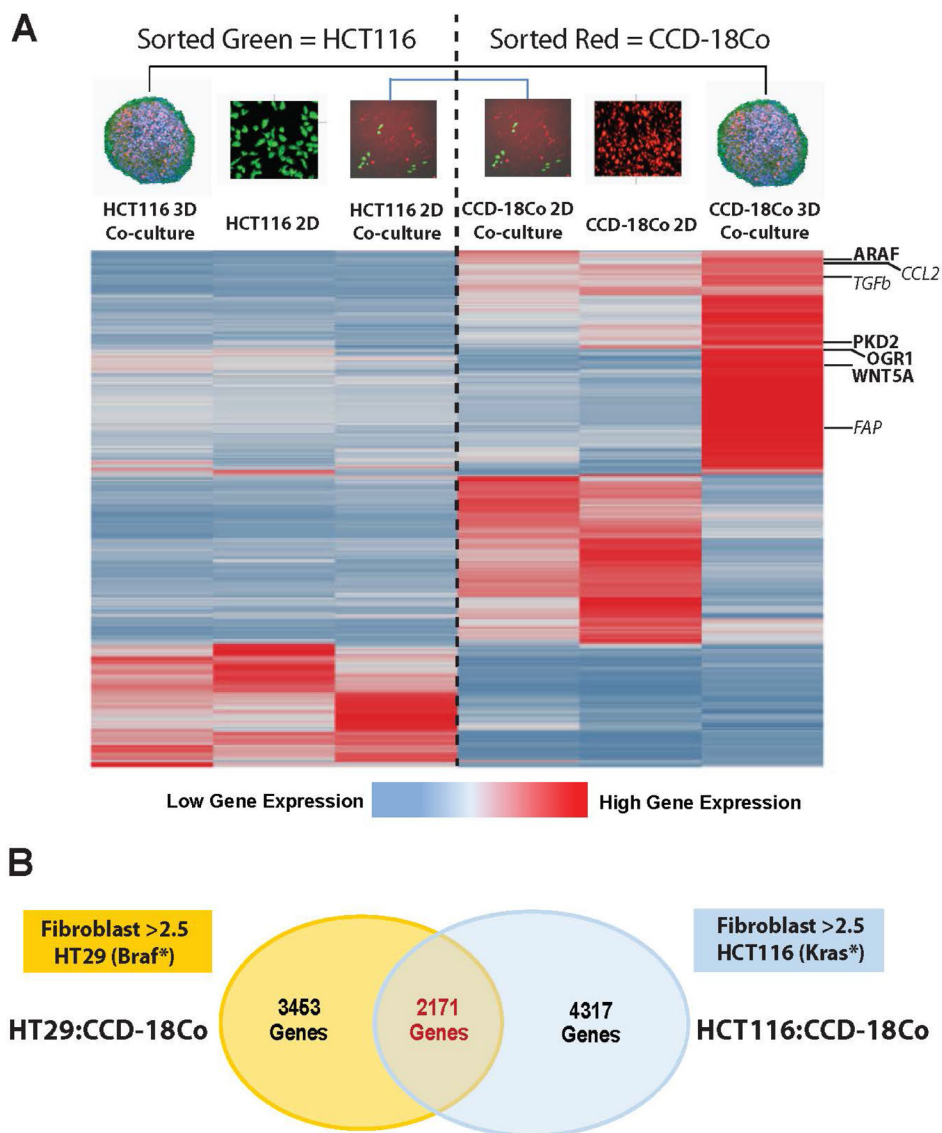 A
Sorted Green = HCT116
Sorted Red = CCD-18Co
HCT116 3D
Co-culture
HCT116 2D
HCT116 2D
Co-culture
CCD-18Co 2D
Co-culture
CCD-18Co 2D
CCD-18Co 3D
Co-culture
ARAF
CCL2
TGFb
PKD2
OGR1
WNT5A
FAP
Low Gene Expression
High Gene Expression
B
Fibroblast >2.5
HT29 (Braf*)
Fibroblast >2.5
HCT116 (Kras*)
3453
Genes
2171
Genes
4317
Genes
HT29:CCD-18Co
HCT116:CCD-18Co